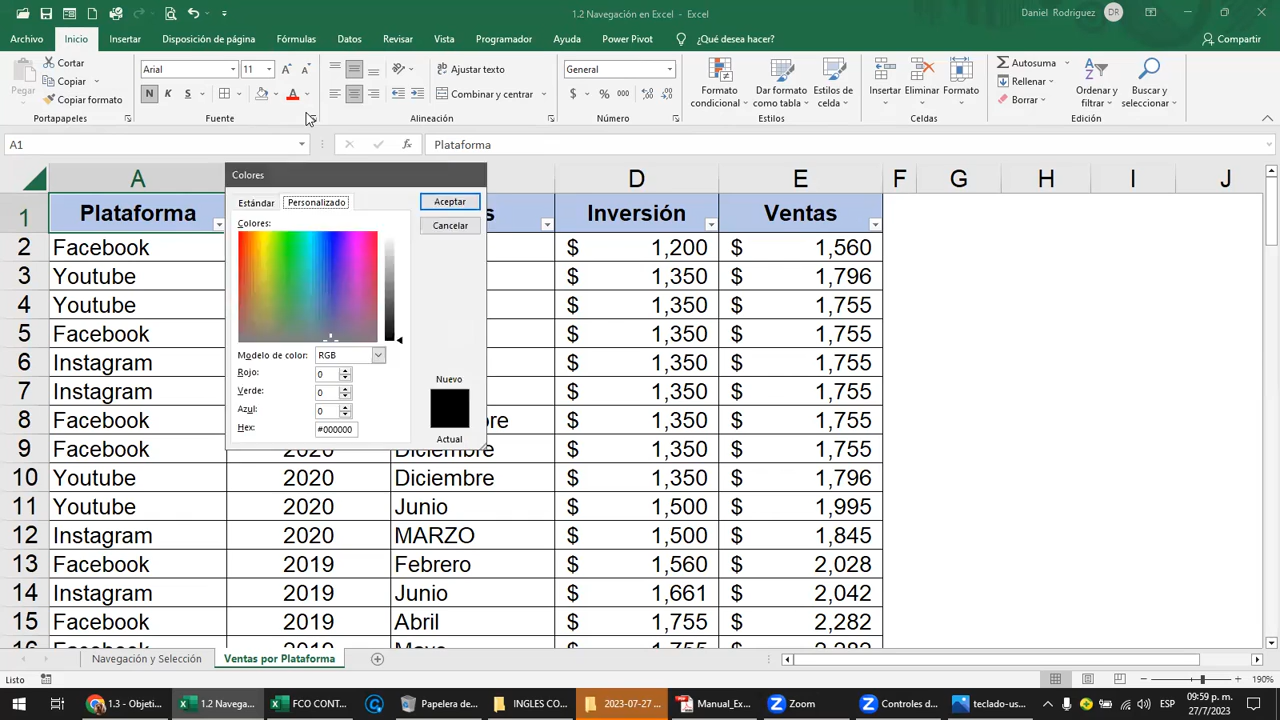 1.2 Navegación en Excel - Excel
Daniel Rodriguez DR
Archivo Inicio Insertar Disposición de página Fórmulas Datos Revisar Vista Programador Ayuda Power Pivot ¿Qué desea hacer? Compartir
Pegar
Cortar
Copiar
Copiar formato
Portapapeles
Arial 11
N K S
A
Fuente
Ajustar texto
Combinar y centrar
Alineación
General
$ % 000
Número
Formato condicional
Dar formato como tabla
Estilos de celda
Estilos
Insertar Eliminar Formato
Celdas
Autosuma
Rellenar
Borrar
Ordenar y filtrar
Buscar y seleccionar
Edición
A1 fx Plataforma
A D E F G H I J
1 Plataforma s Inversión Ventas
2 Facebook $ 1,200 $ 1,560
3 Youtube $ 1,350 $ 1,796
4 Youtube $ 1,350 $ 1,755
5 Facebook $ 1,350 $ 1,755
6 Instagram $ 1,350 $ 1,755
7 Instagram $ 1,350 $ 1,755
8 Facebook re $ 1,350 $ 1,755
9 Facebook 2020 Diciembre $ 1,350 $ 1,755
10 Youtube 2020 Diciembre $ 1,350 $ 1,796
11 Youtube 2020 Junio $ 1,500 $ 1,995
12 Instagram 2020 MARZO $ 1,500 $ 1,845
13 Facebook 2019 Febrero $ 1,560 $ 2,028
14 Instagram 2019 Junio $ 1,661 $ 2,042
15 Facebook 2019 Abril $ 1,755 $ 2,282
16 Facebook 2019 Mayo $ 1,755 $ 2,282
Colores
Estándar Personalizado
Aceptar
Cancelar
Colores:
Modelo de color: RGB
Rojo: 0
Verde: 0
Azul: 0
Hex: #000000
Nuevo
Actual
Navegación y Selección Ventas por Plataforma
Listo 190%
1.3 - Objeti... 1.2 Navega... FCO CONT... Papelera de... INGLES CO... 2023-07-27 ... Manual_Ex... Zoom Controles d... teclado-us... ESP 09:59 p. m.
27/7/2023